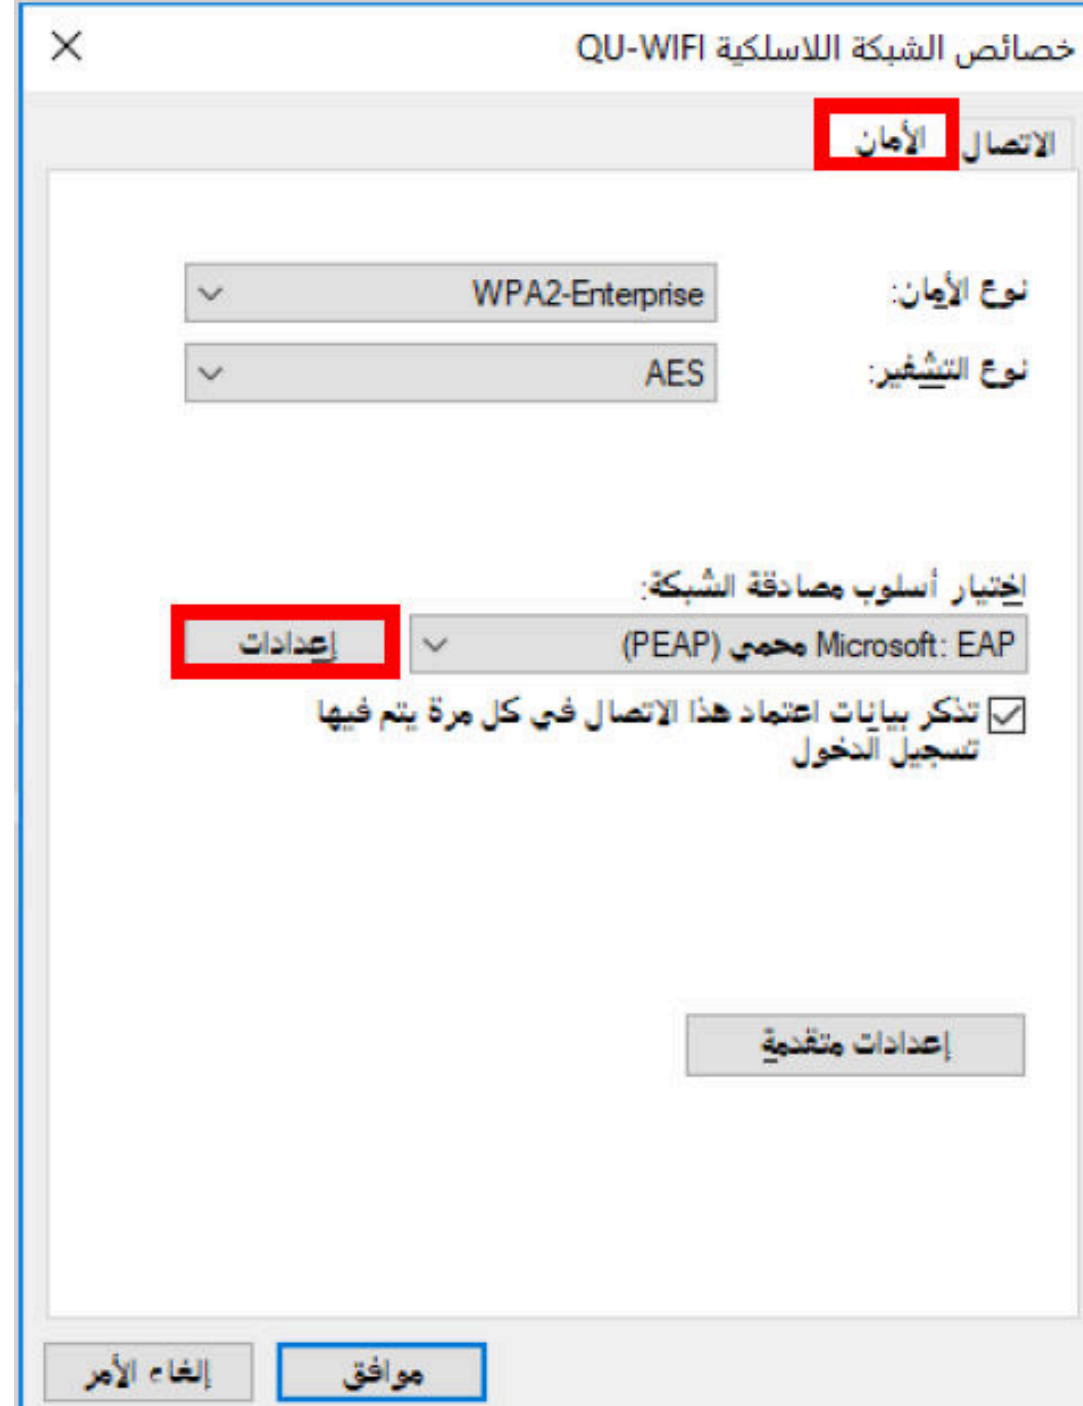 خصائص الشبكة اللاسلكية QU-WIFI
الاتصال
الأمان
نوع الأمان:
WPA2-Enterprise
نوع التشفير:
AES
اختيار أسلوب مصادقة الشبكة:
Microsoft: EAP محمي (PEAP)
إعدادات
تذكر بيانات اعتماد هذا الاتصال في كل مرة يتم فيها
تسجيل الدخول
إعدادات متقدمة
موافق
إلغاء الأمر